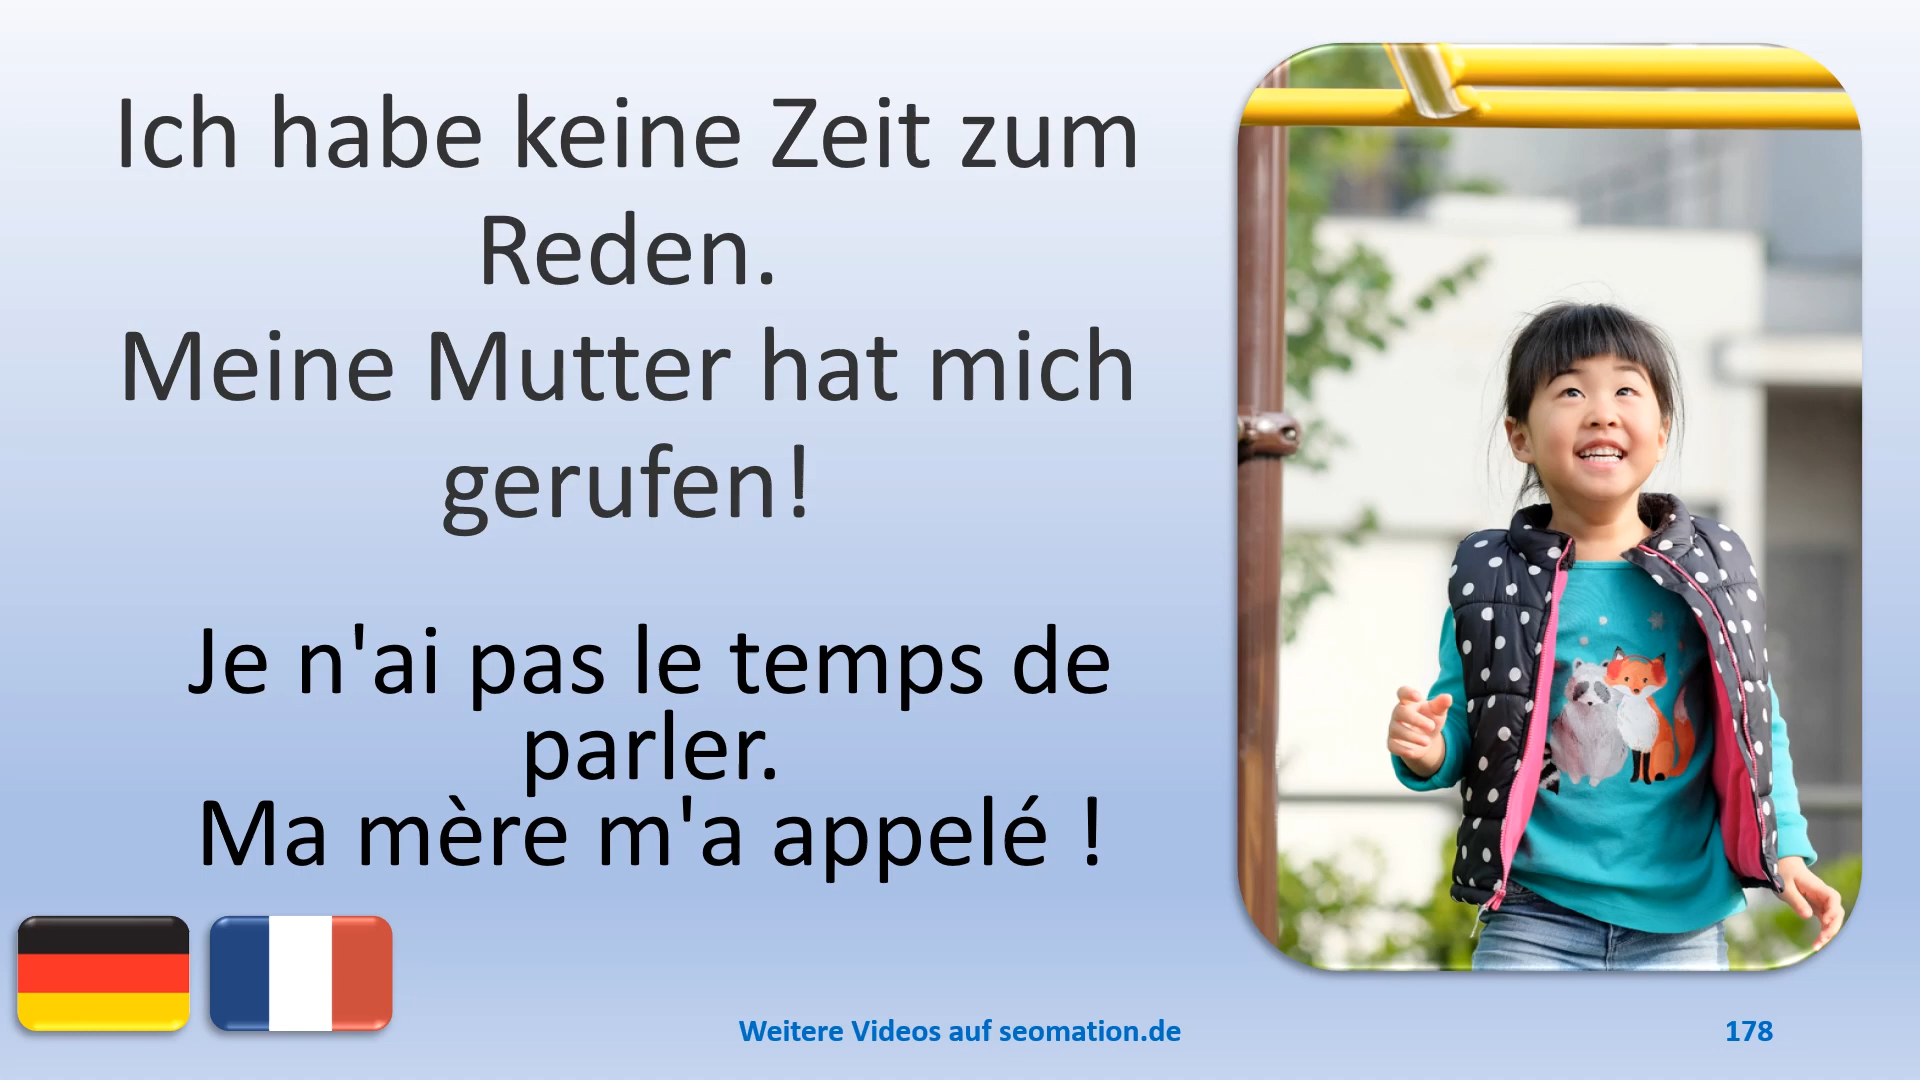 Ich habe keine Zeit zum
Reden.
Meine Mutter hat mich
gerufen!
Je n'ai pas le temps de
parler.
Ma mère m'a appelé !
Weitere Videos auf seomation.de
178